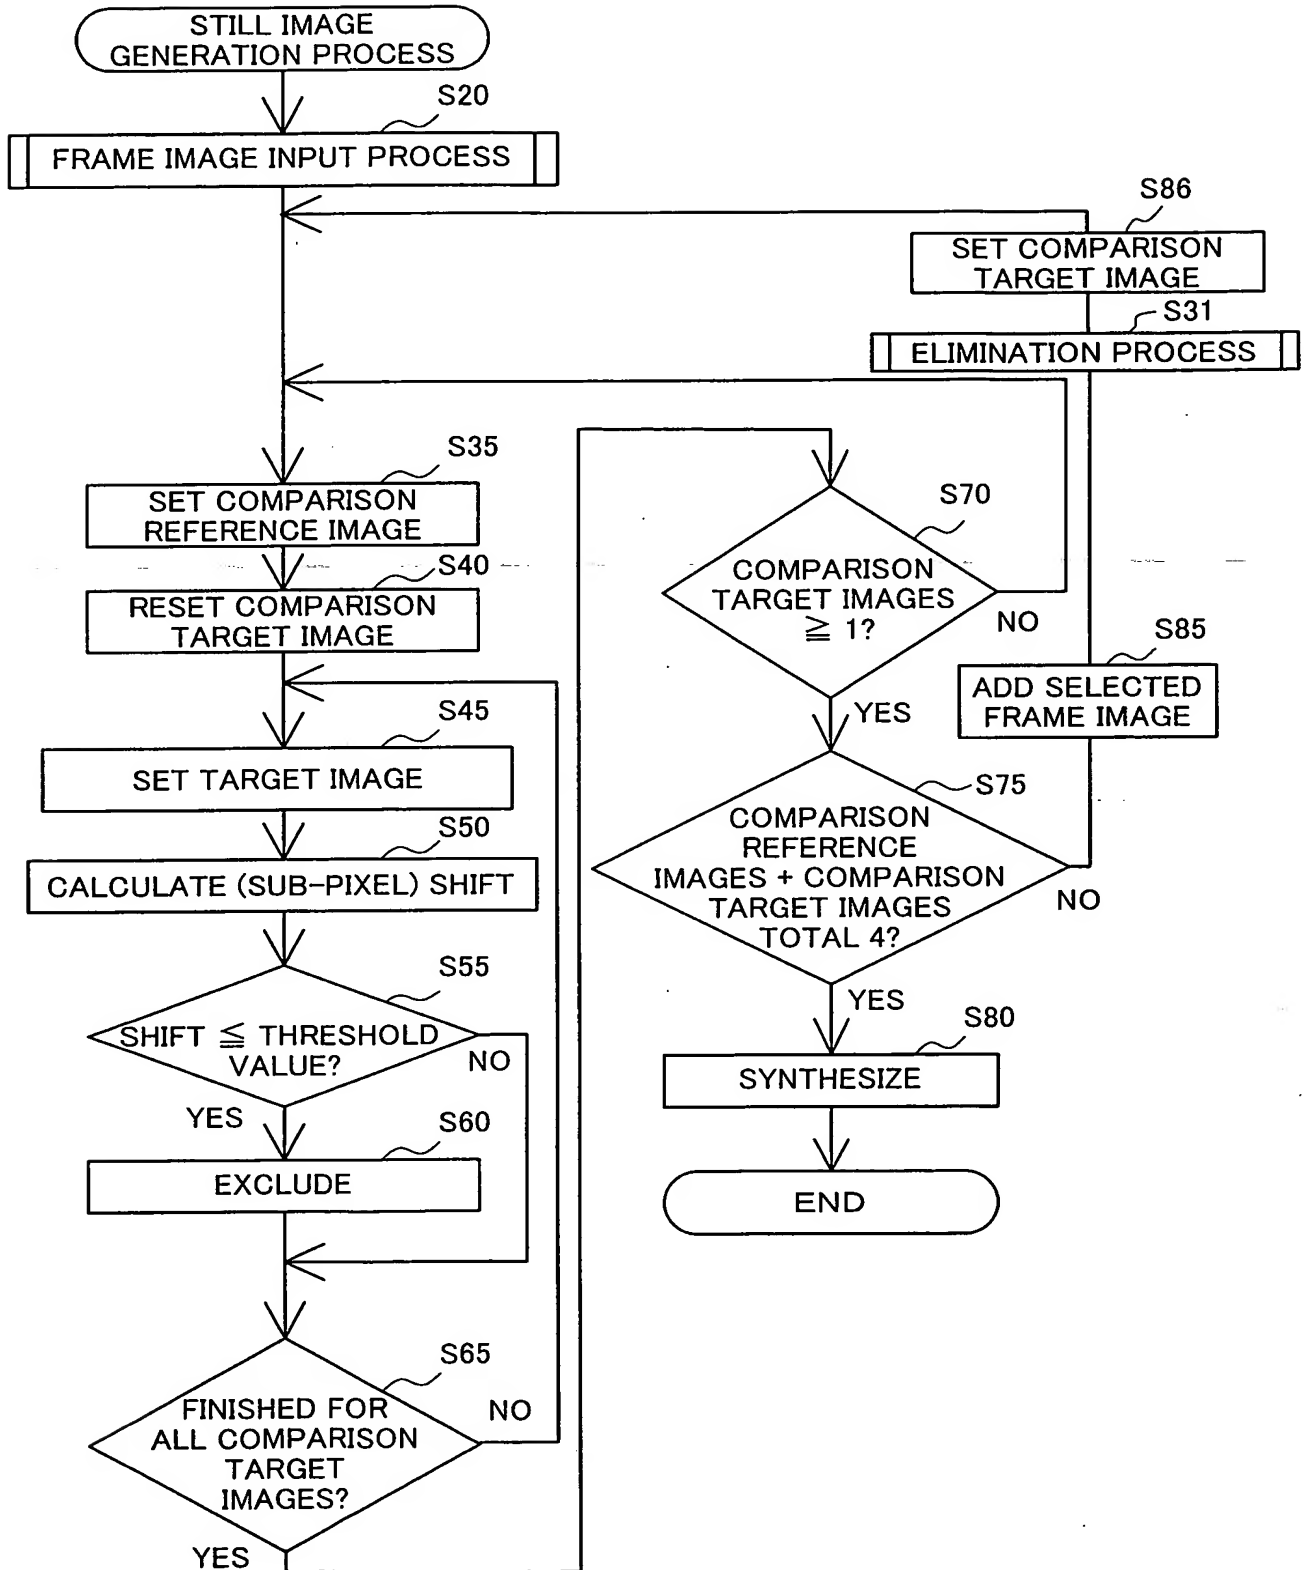 STILL IMAGE
GENERATION PROCESS
S20
FRAME IMAGE INPUT PROCESS
S86
SET COMPARISON
TARGET IMAGE
S31
ELIMINATION PROCESS
S35
SET COMPARISON
REFERENCE IMAGE
S40
RESET COMPARISON
TARGET IMAGE
S45
SET TARGET IMAGE
S50
CALCULATE (SUB-PIXEL) SHIFT
S55
SHIFT ≦ THRESHOLD
VALUE?
NO
YES
S60
EXCLUDE
S65
FINISHED FOR
ALL COMPARISON
TARGET
IMAGES?
NO
YES
S70
COMPARISON
TARGET IMAGES
≧ 1?
NO
YES
S85
ADD SELECTED
FRAME IMAGE
S75
COMPARISON
REFERENCE
IMAGES + COMPARISON
TARGET IMAGES
TOTAL 4?
NO
YES
S80
SYNTHESIZE
END